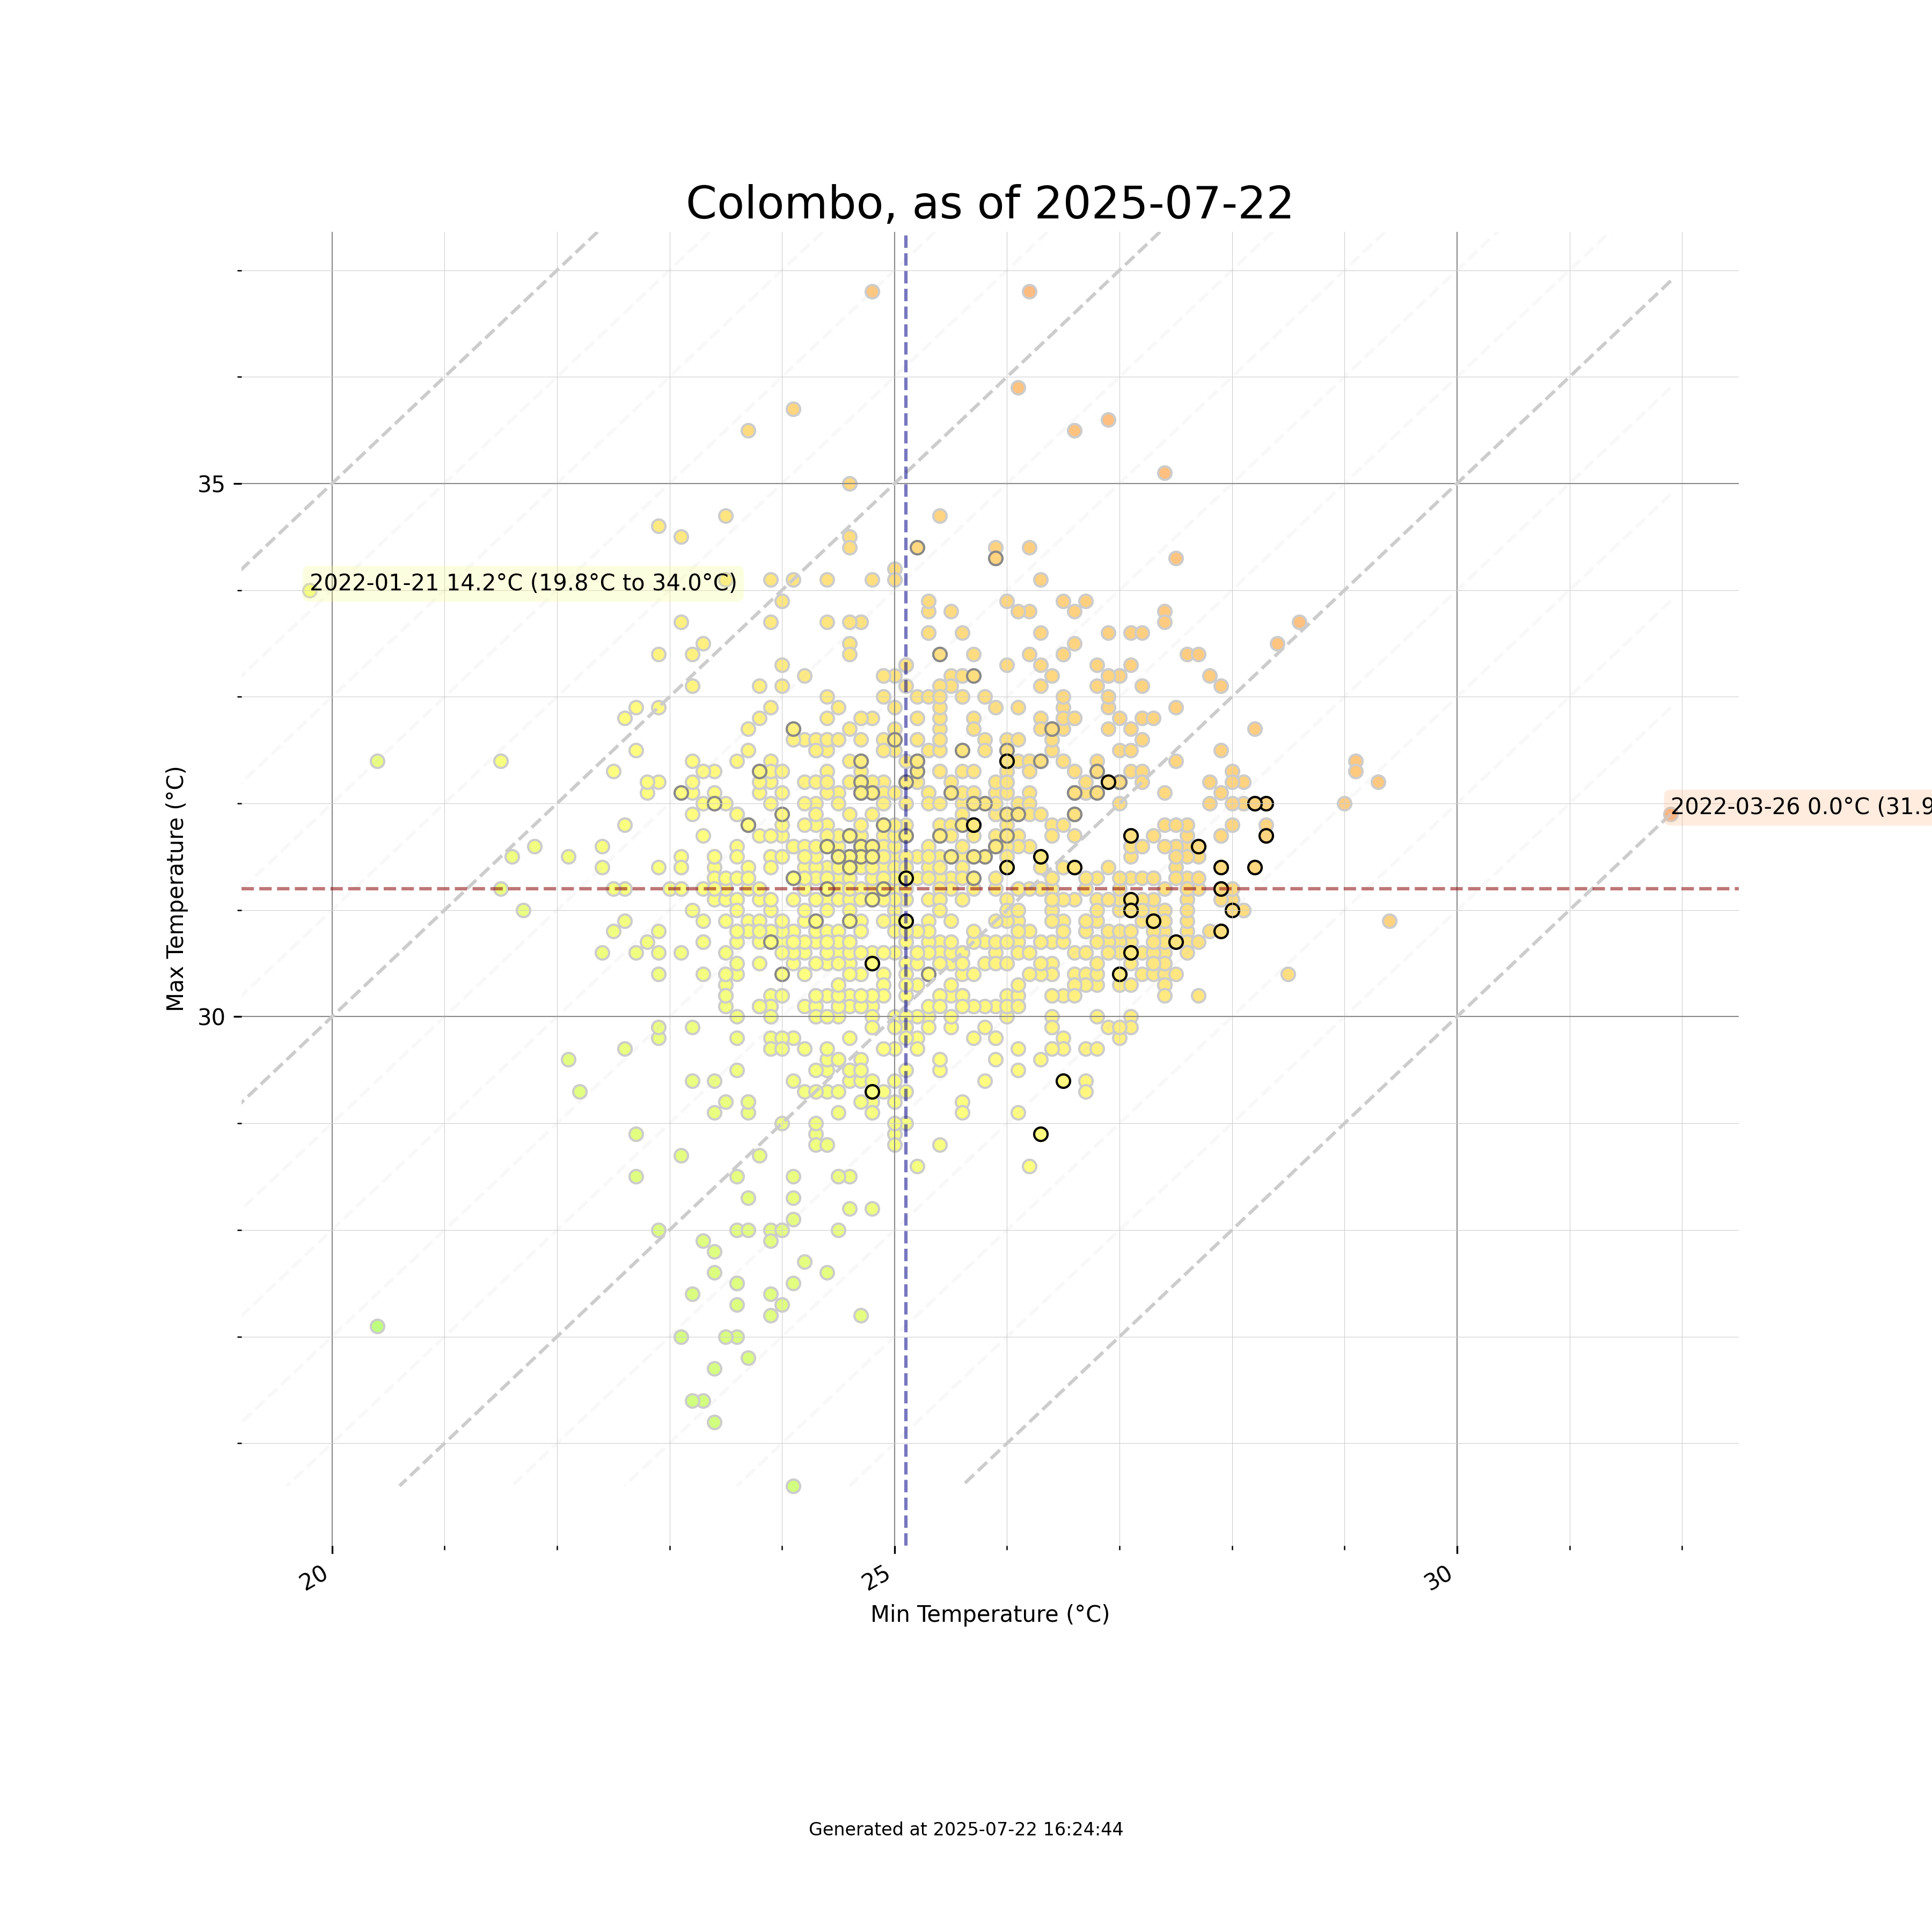 Colombo, as of 2025-07-22
Max Temperature (°C)
35
30
2022-01-21 14.2°C (19.8°C to 34.0°C)
2022-03-26 0.0°C (31.9
20
25
30
Min Temperature (°C)
Generated at 2025-07-22 16:24:44